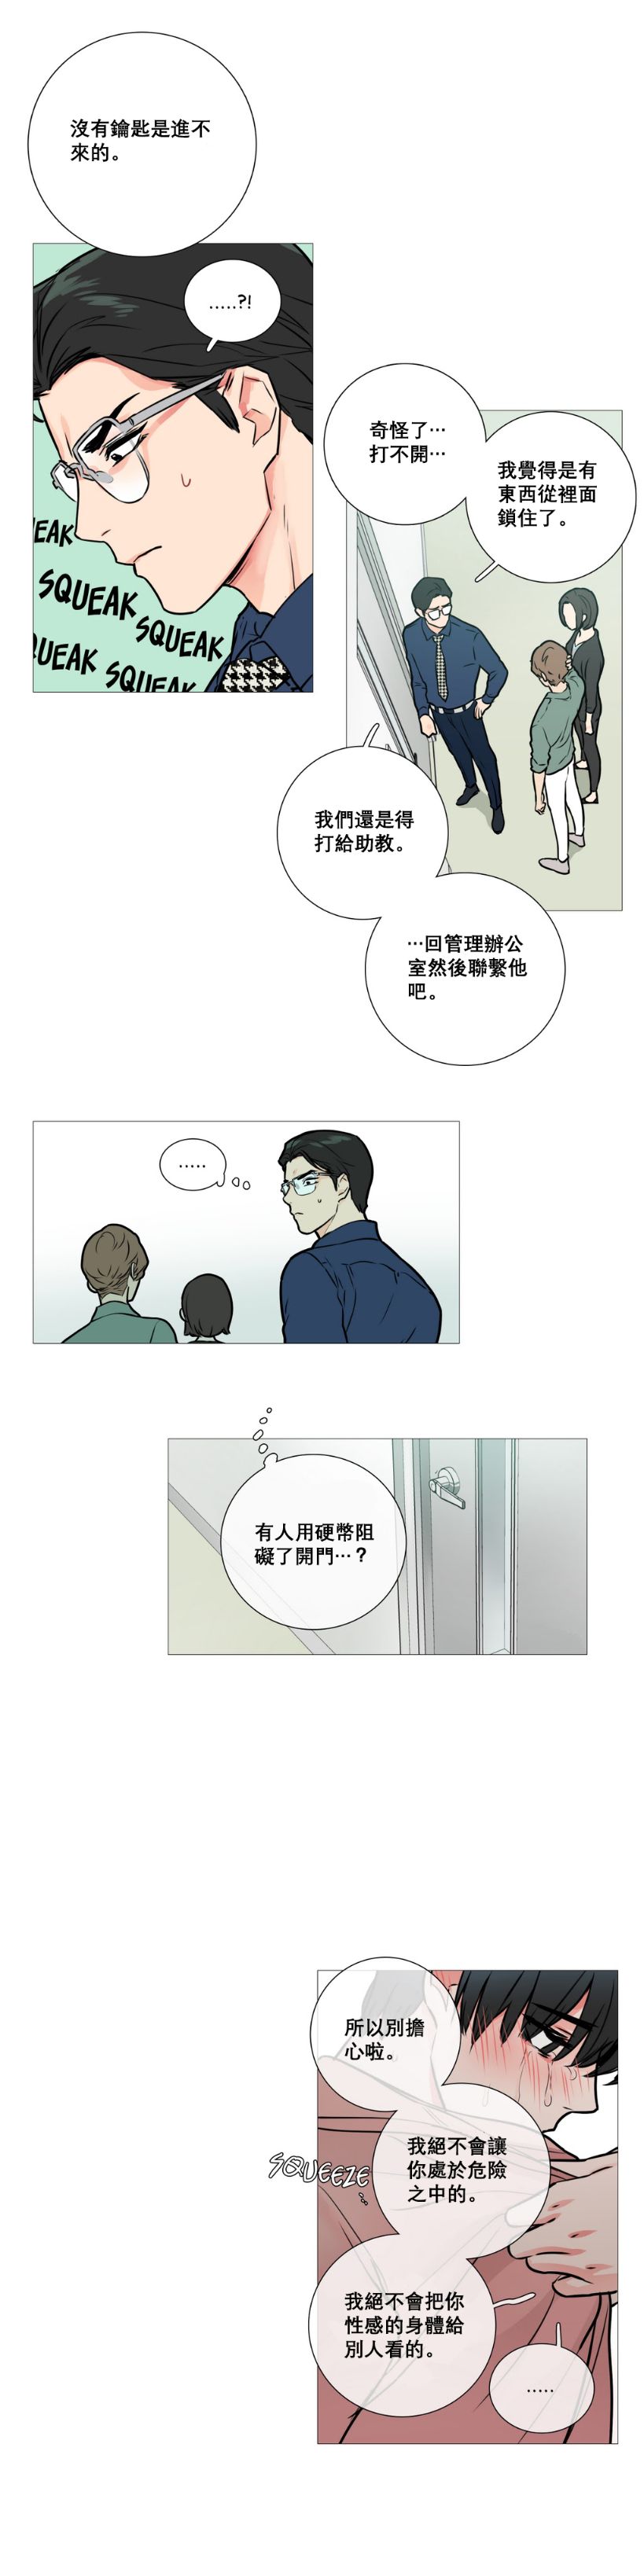 沒有鑰匙是進不
來的。
.....?!
EAK
SQUEAK
SQUEAK
QUEAK
SQUEAK
奇怪了…
打不開…
我覺得是有
東西從裡面
鎖住了。
我們還是得
打給助教。
…回管理辦公
室然後聯繫他
吧。
.....
有人用硬幣阻
礙了開門…？
所以別擔
心啦。
我絕不會讓
你處於危險
之中的。
SQUEEZE
我絕不會把你
性感的身體給
別人看的。
.....